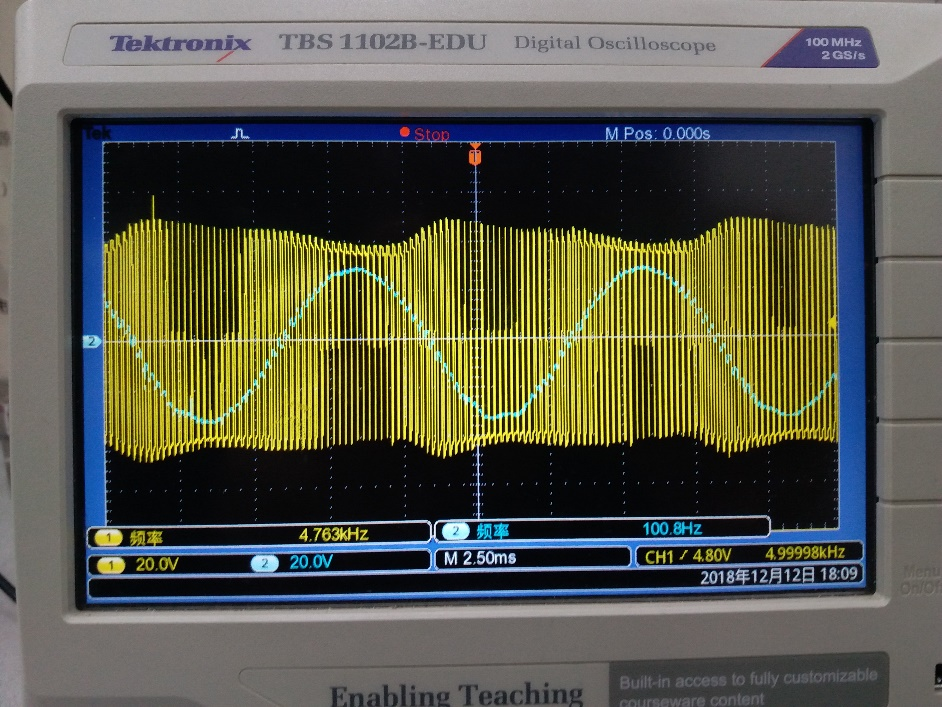 Tektronix TBS 1102B-EDU Digital Oscilloscope 100 MHz
2 GS/s
Tek Stop M Pos: 0.000s
T
2
1 频率 4.763kHz 2 频率 100.8Hz
1 20.0V 2 20.0V M 2.50ms CH1 / 4.80V 4.99998kHz
2018年12月12日 18:09
Menu
On/Off
Enabling Teaching
Built-in access to fully customizable
courseware content